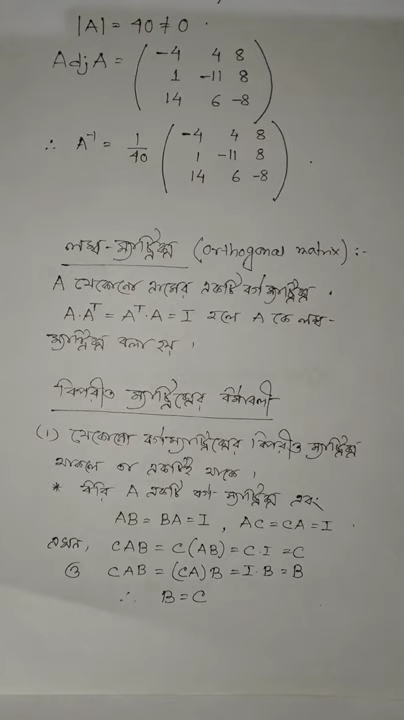 |A| = 40 ≠ 0 .
Adj A = ( -4 4 8
1 -11 8
14 6 -8 )
∴ A⁻¹ = 1/40 ( -4 4 8
1 -11 8
14 6 -8 ) .
লম্ব-ম্যাট্রিক্স (Orthogonal matrix) :-
A যেকোনো মাপের একটি বর্গম্যাট্রিক্স .
A.Aᵀ = Aᵀ.A = I হলে A কে লম্ব-
ম্যাট্রিক্স বলা হয় ।
বিপরীত ম্যাট্রিক্সের ধর্মাবলী
(i) যেকোনো বর্গম্যাট্রিক্সের বিপরীত ম্যাট্রিক্স
থাকলে তা একটিই থাকে ।
* ধরি A একটি বর্গ-ম্যাট্রিক্স এবং
AB = BA = I , AC = CA = I .
এখন, CAB = C(AB) = C.I = C
ও CAB = (CA)B = I.B = B
∴ B = C